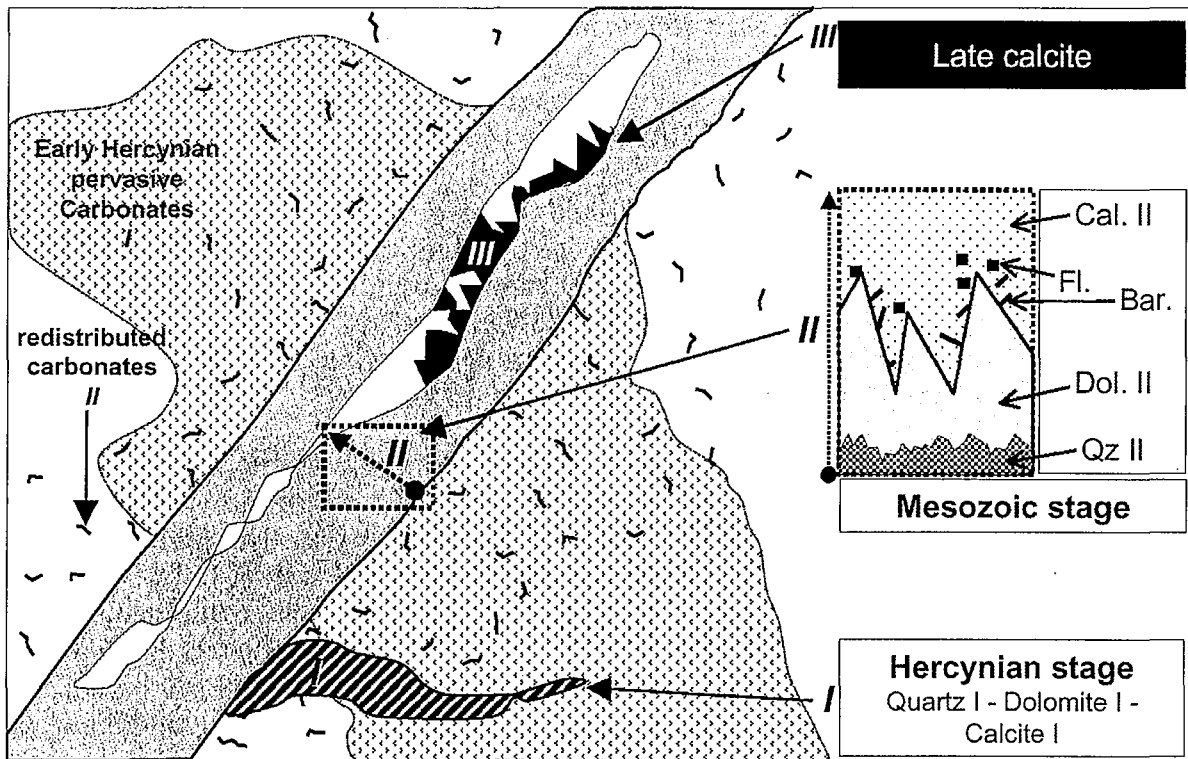 III
Late calcite
Early Hercynian
pervasive
Carbonates
I
III
Cal. II
Fl.
Bar.
II
redistributed
carbonates
II
Dol. II
II
Qz II
Mesozoic stage
I
I
Hercynian stage
Quartz I - Dolomite I -
Calcite I